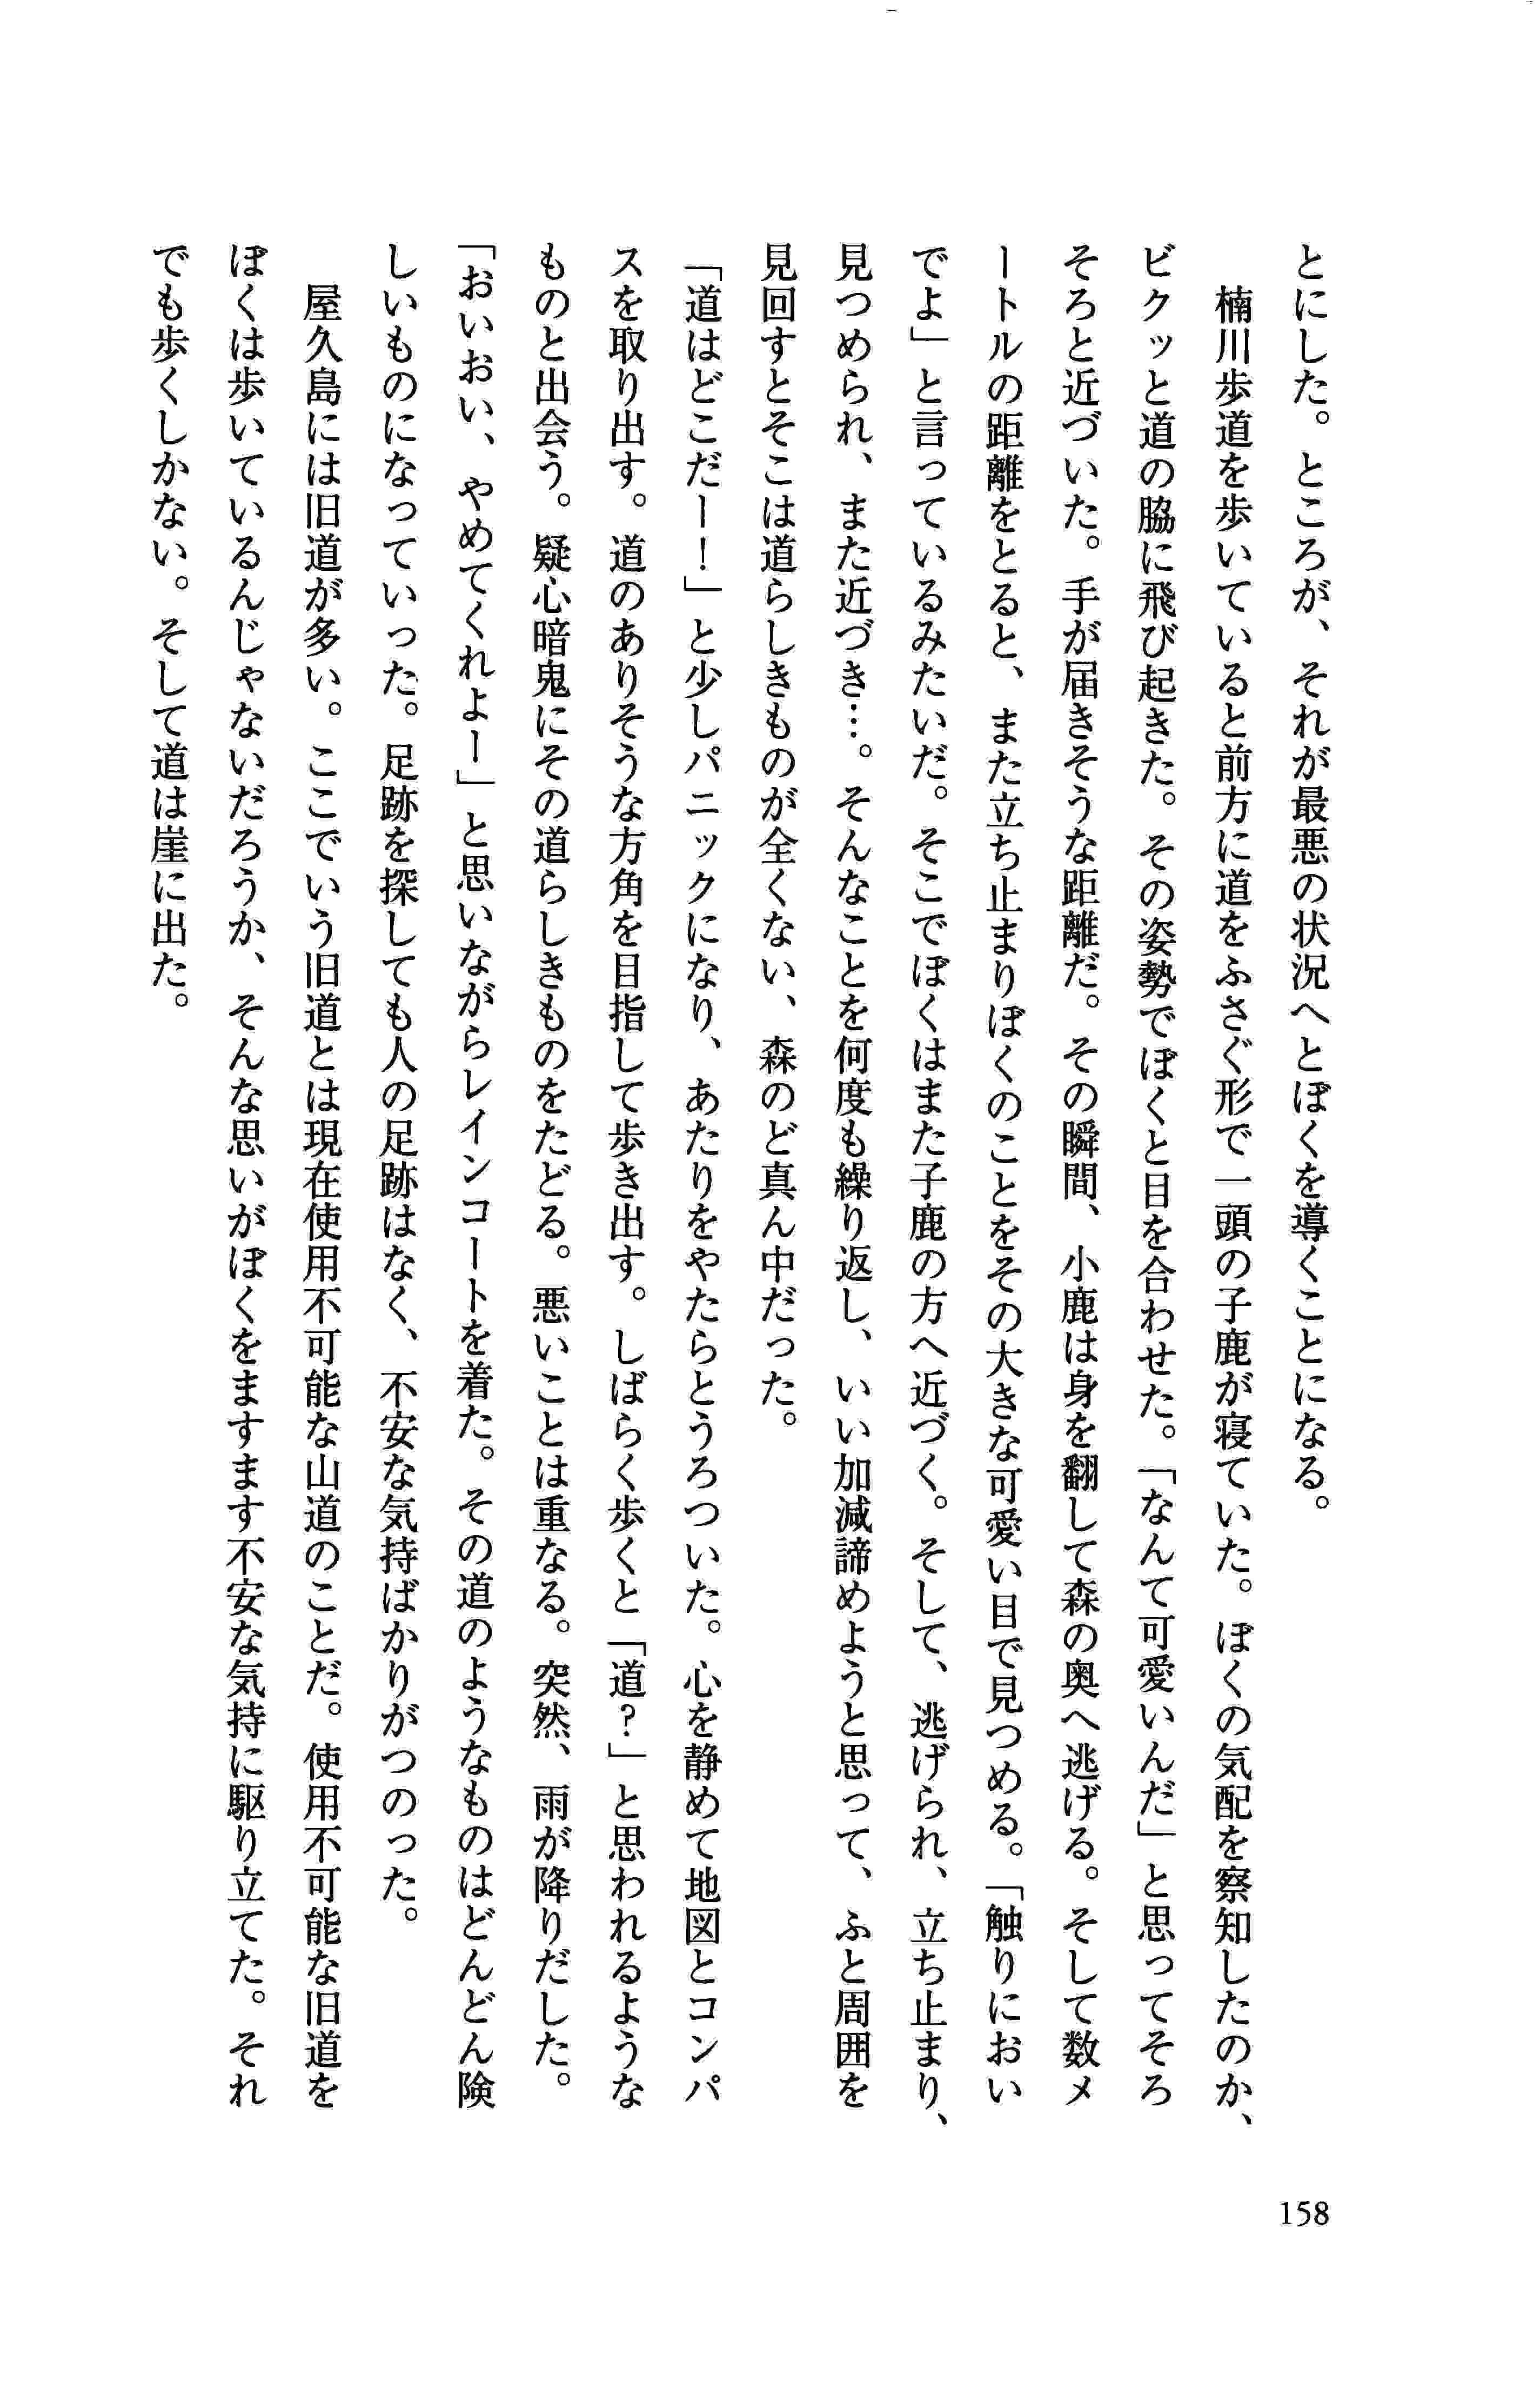 とにした。ところが、それが最悪の状況へとぼくを導くことになる。
　楠川歩道を歩いていると前方に道をふさぐ形で一頭の子鹿が寝ていた。ぼくの気配を察知したのか、
ビクッと道の脇に飛び起きた。その姿勢でぼくと目を合わせた。「なんて可愛いんだ」と思ってそろ
そろと近づいた。手が届きそうな距離だ。その瞬間、小鹿は身を翻して森の奥へ逃げる。そして数メ
ートルの距離をとると、また立ち止まりぼくのことをその大きな可愛い目で見つめる。「触りにおい
でよ」と言っているみたいだ。そこでぼくはまた子鹿の方へ近づく。そして、逃げられ、立ち止まり、
見つめられ、また近づき…。そんなことを何度も繰り返し、いい加減諦めようと思って、ふと周囲を
見回すとそこは道らしきものが全くない、森のど真ん中だった。
「道はどこだー！」と少しパニックになり、あたりをやたらとうろついた。心を静めて地図とコンパ
スを取り出す。道のありそうな方角を目指して歩き出す。しばらく歩くと「道？」と思われるような
ものと出会う。疑心暗鬼にその道らしきものをたどる。悪いことは重なる。突然、雨が降りだした。
「おいおい、やめてくれよー」と思いながらレインコートを着た。その道のようなものはどんどん険
しいものになっていった。足跡を探しても人の足跡はなく、不安な気持ばかりがつのった。
　屋久島には旧道が多い。ここでいう旧道とは現在使用不可能な山道のことだ。使用不可能な旧道を
ぼくは歩いているんじゃないだろうか、そんな思いがぼくをますます不安な気持に駆り立てた。それ
でも歩くしかない。そして道は崖に出た。
158